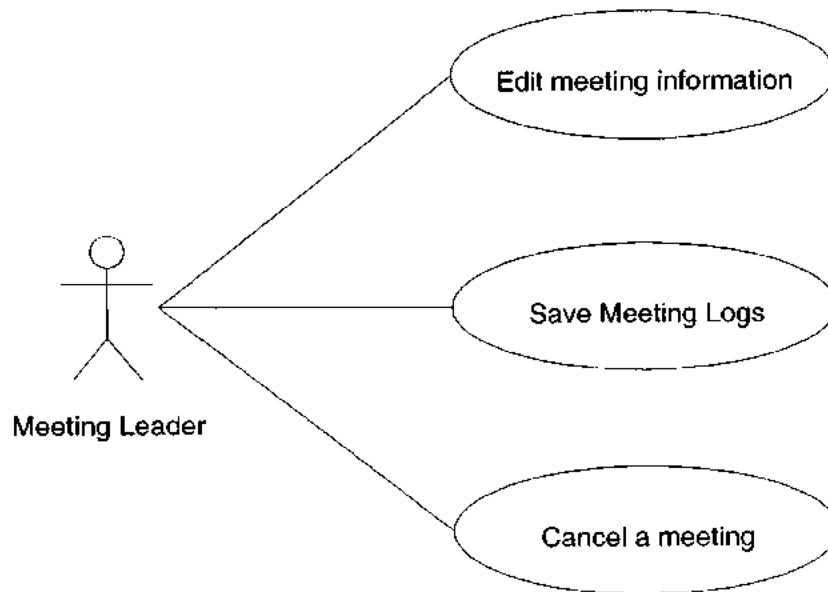 Edit meeting information
Save Meeting Logs
Meeting Leader
Cancel a meeting